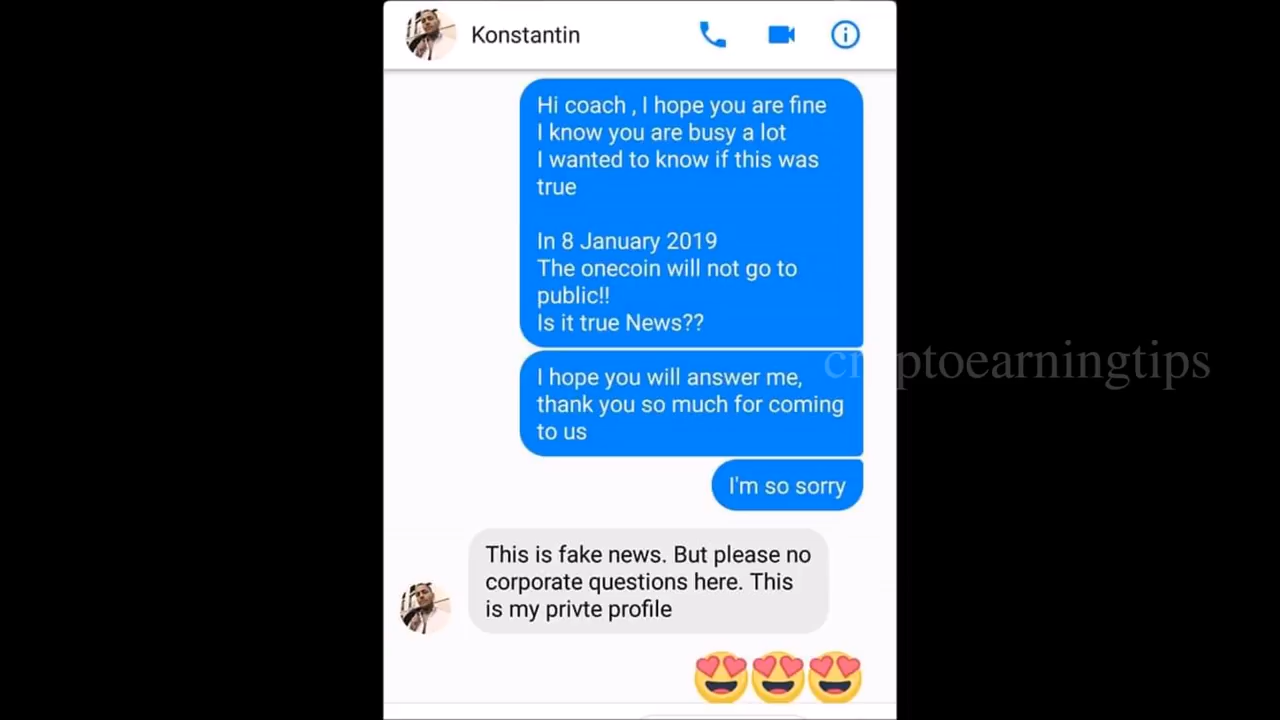 Konstantin
Hi coach , I hope you are fine
I know you are busy a lot
I wanted to know if this was
true
In 8 January 2019
The onecoin will not go to
public!!
Is it true News??
cryptoearningtips
I hope you will answer me,
thank you so much for coming
to us
I'm so sorry
This is fake news. But please no
corporate questions here. This
is my privte profile